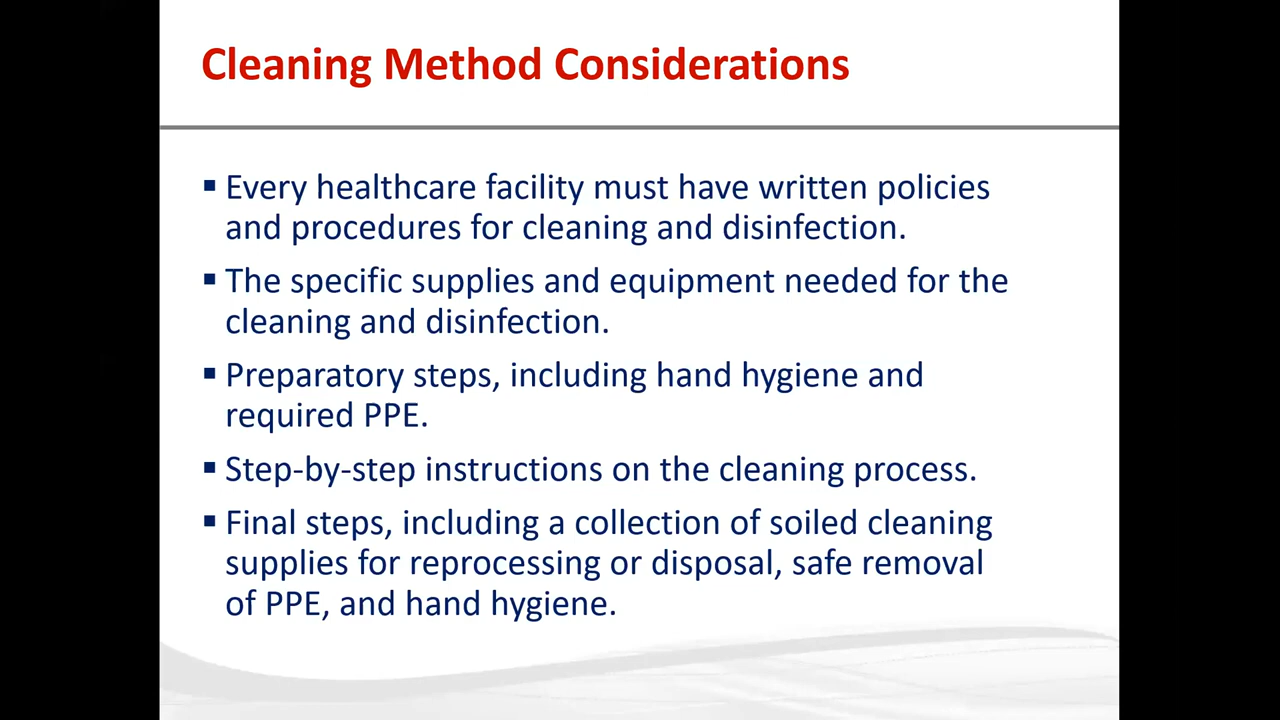 Cleaning Method Considerations
▪ Every healthcare facility must have written policies
and procedures for cleaning and disinfection.
▪ The specific supplies and equipment needed for the
cleaning and disinfection.
▪ Preparatory steps, including hand hygiene and
required PPE.
▪ Step-by-step instructions on the cleaning process.
▪ Final steps, including a collection of soiled cleaning
supplies for reprocessing or disposal, safe removal
of PPE, and hand hygiene.